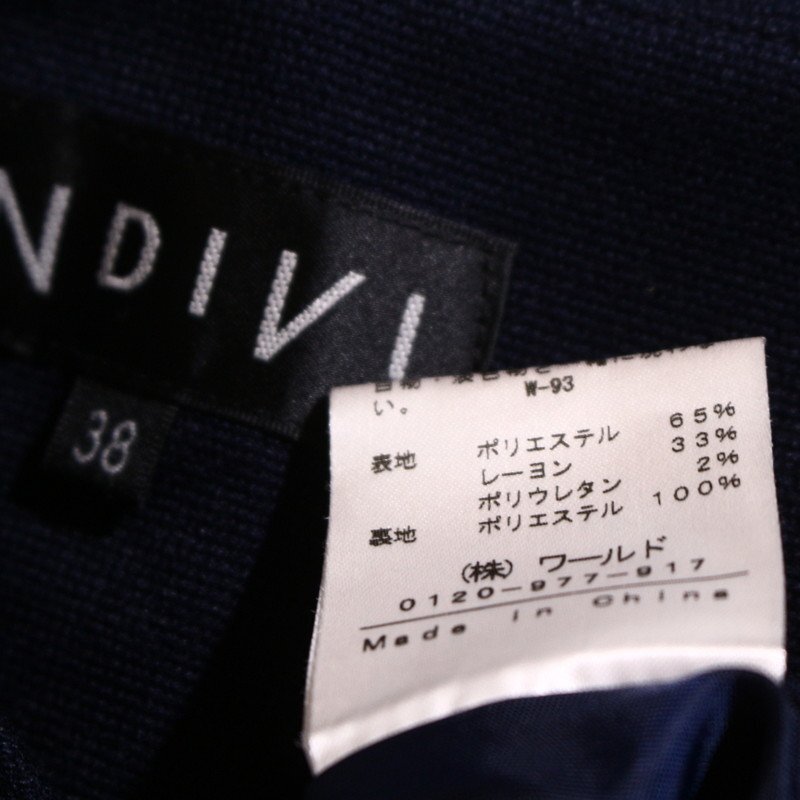 NDIVI
38
い。
W-93
表地 ポリエステル 65%
レーヨン 33%
ポリウレタン 2%
裏地 ポリエステル 100%
(株) ワールド
0120-977-917
Made in China